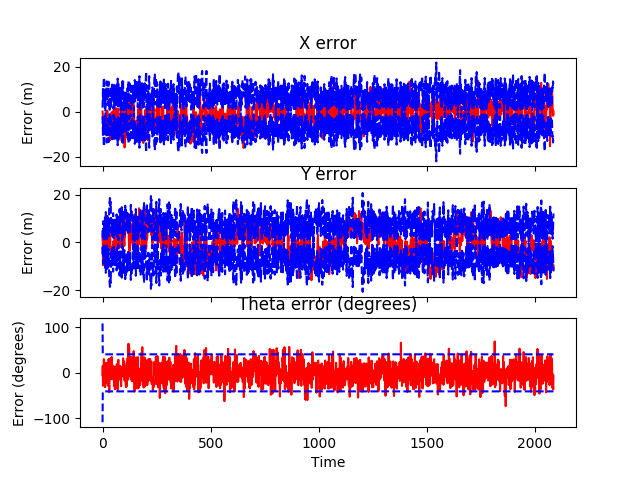 X error
20
0
−20
Error (m)
Y error
20
0
−20
Error (m)
Theta error (degrees)
100
0
−100
Error (degrees)
0 500 1000 1500 2000
Time